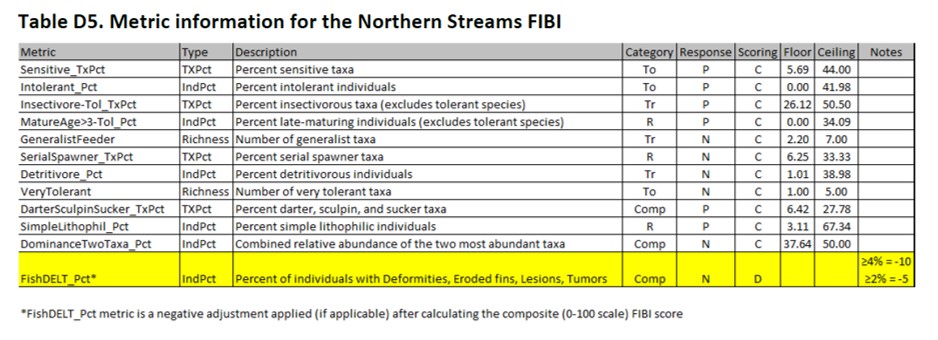 Table D5. Metric information for the Northern Streams FIBI
Metric Type Description Category Response Scoring Floor Ceiling Notes
Sensitive_TxPct TXPct Percent sensitive taxa To P C 5.69 44.00
Intolerant_Pct IndPct Percent intolerant individuals To P C 0.00 41.98
Insectivore-Tol_TxPct TXPct Percent insectivorous taxa (excludes tolerant species) Tr P C 26.12 50.50
MatureAge>3-Tol_Pct IndPct Percent late-maturing individuals (excludes tolerant species) R P C 0.00 34.09
GeneralistFeeder Richness Number of generalist taxa Tr N C 2.20 7.00
SerialSpawner_TxPct TXPct Percent serial spawner taxa R N C 6.25 33.33
Detritivore_Pct IndPct Percent detritivorous individuals Tr N C 1.01 38.98
VeryTolerant Richness Number of very tolerant taxa To N C 1.00 5.00
DarterSculpinSucker_TxPct TXPct Percent darter, sculpin, and sucker taxa Comp P C 6.42 27.78
SimpleLithophil_Pct IndPct Percent simple lithophilic individuals R P C 3.11 67.34
DominanceTwoTaxa_Pct IndPct Combined relative abundance of the two most abundant taxa Comp N C 37.64 50.00
≥4% = -10
FishDELT_Pct* IndPct Percent of individuals with Deformities, Eroded fins, Lesions, Tumors Comp N D ≥2% = -5
*FishDELT_Pct metric is a negative adjustment applied (if applicable) after calculating the composite (0-100 scale) FIBI score